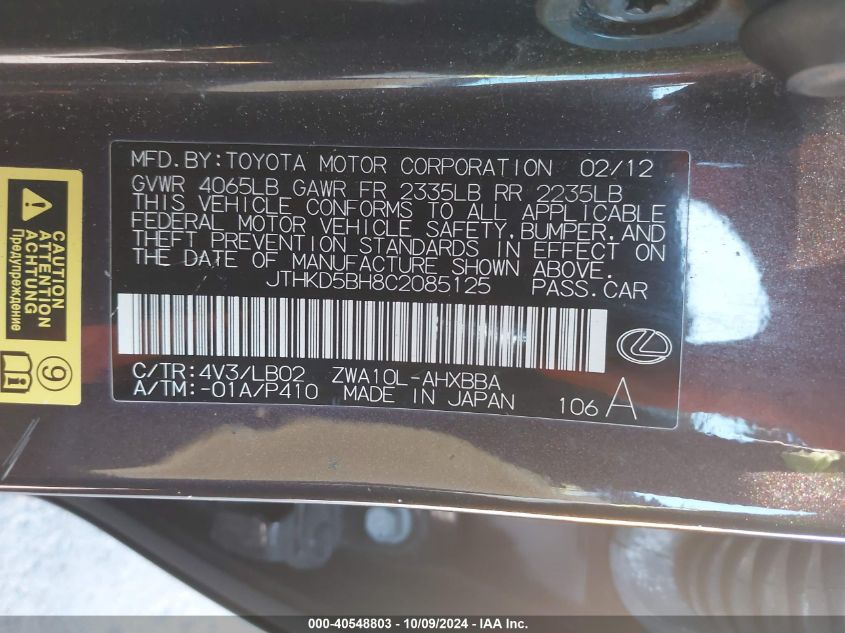 MFD.BY:TOYOTA MOTOR CORPORATION 02/12
GVWR 4065LB GAWR FR 2335LB RR 2235LB
THIS VEHICLE CONFORMS TO ALL APPLICABLE
FEDERAL MOTOR VEHICLE SAFETY,BUMPER,AND
THEFT PREVENTION STANDARDS IN EFFECT ON
THE DATE OF MANUFACTURE SHOWN ABOVE.
JTHKD5BH8C2085125 PASS.CAR
C/TR:4V3/LB02 ZWA10L-AHXBBA
A/TM:-01A/P410 MADE IN JAPAN 106 A
CAUTION
ATTENTION
ACHTUNG
Предупреждение
9
000-40548803 - 10/09/2024 - IAA Inc.